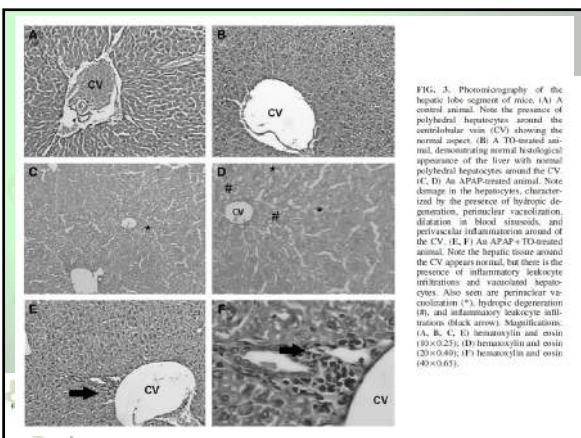 A
CV
B
CV
C
*
D
*
#
CV
#
*
E
CV
F
CV
FIG. 3. Photomicrography of the
hepatic lobe segment of mice. (A) A
control animal. Note the presence of
polyhedral hepatocytes around the
centrilobular vein (CV) showing the
normal aspect. (B) A TO-treated ani-
mal, demonstrating normal histological
appearance of the liver with normal
polyhedral hepatocytes around the CV.
(C, D) An APAP-treated animal. Note
damage in the hepatocytes, character-
ized by the presence of hydropic de-
generation, perinuclear vacuolization,
dilatation in blood sinusoids, and
perivascular inflammation around of
the CV. (E, F) An APAP+TO-treated
animal. Note the hepatic tissue around
the CV appears normal, but there is the
presence of inflammatory leukocyte
infiltrations and vacuolated hepato-
cytes. Also seen are perinuclear va-
cuolization (*), hydropic degeneration
(#), and inflammatory leukocyte infil-
trations (black arrow). Magnifications:
(A, B, C, E) hematoxylin and eosin
(10×0.25); (D) hematoxylin and eosin
(20×0.40); (F) hematoxylin and eosin
(40×0.65).